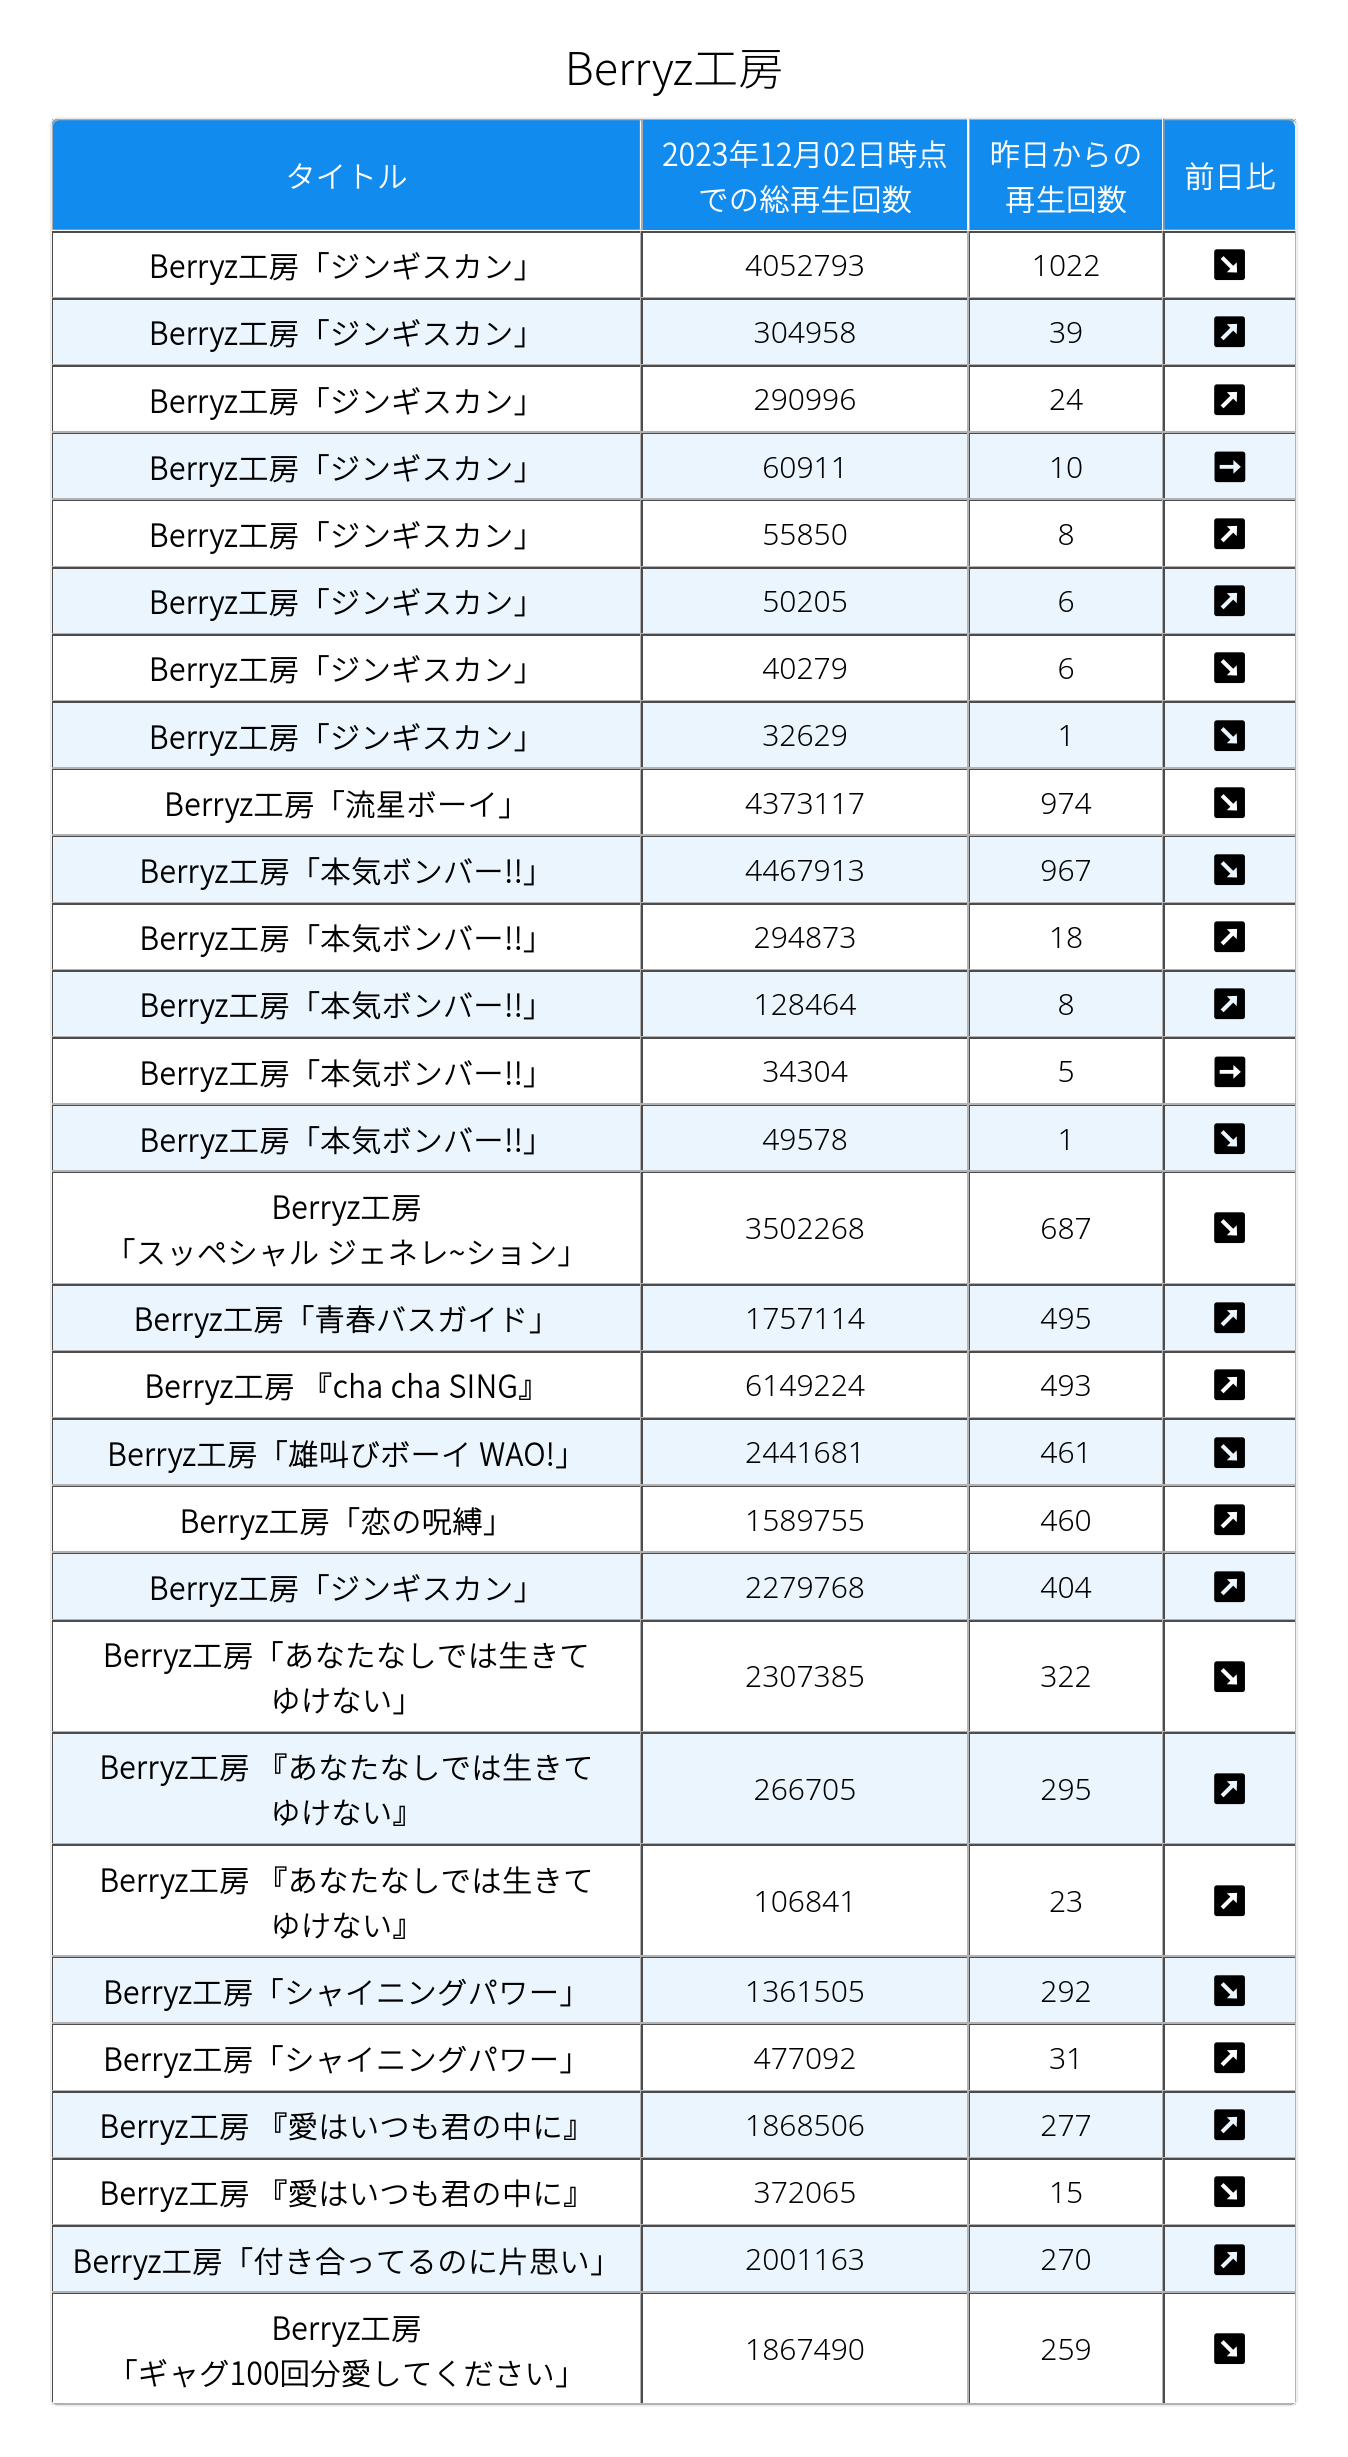 Berryz工房
タイトル
2023年12月02日時点
での総再生回数
昨日からの
再生回数
前日比
Berryz工房「ジンギスカン」 4052793 1022 ↘
Berryz工房「ジンギスカン」 304958 39 ↗
Berryz工房「ジンギスカン」 290996 24 ↗
Berryz工房「ジンギスカン」 60911 10 →
Berryz工房「ジンギスカン」 55850 8 ↗
Berryz工房「ジンギスカン」 50205 6 ↗
Berryz工房「ジンギスカン」 40279 6 ↘
Berryz工房「ジンギスカン」 32629 1 ↘
Berryz工房「流星ボーイ」 4373117 974 ↘
Berryz工房「本気ボンバー!!」 4467913 967 ↘
Berryz工房「本気ボンバー!!」 294873 18 ↗
Berryz工房「本気ボンバー!!」 128464 8 ↗
Berryz工房「本気ボンバー!!」 34304 5 →
Berryz工房「本気ボンバー!!」 49578 1 ↘
Berryz工房
「スッペシャル ジェネレ~ション」 3502268 687 ↘
Berryz工房「青春バスガイド」 1757114 495 ↗
Berryz工房 『cha cha SING』 6149224 493 ↗
Berryz工房「雄叫びボーイ WAO!」 2441681 461 ↘
Berryz工房「恋の呪縛」 1589755 460 ↗
Berryz工房「ジンギスカン」 2279768 404 ↗
Berryz工房「あなたなしでは生きて
ゆけない」 2307385 322 ↘
Berryz工房 『あなたなしでは生きて
ゆけない』 266705 295 ↗
Berryz工房 『あなたなしでは生きて
ゆけない』 106841 23 ↗
Berryz工房「シャイニングパワー」 1361505 292 ↘
Berryz工房「シャイニングパワー」 477092 31 ↗
Berryz工房 『愛はいつも君の中に』 1868506 277 ↗
Berryz工房 『愛はいつも君の中に』 372065 15 ↘
Berryz工房「付き合ってるのに片思い」 2001163 270 ↗
Berryz工房
「ギャグ100回分愛してください」 1867490 259 ↘